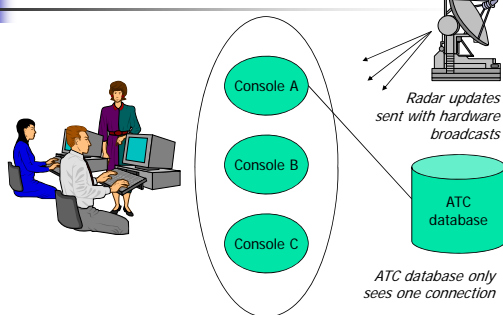 Console A
Console B
Console C
Radar updates
sent with hardware
broadcasts
ATC
database
ATC database only
sees one connection